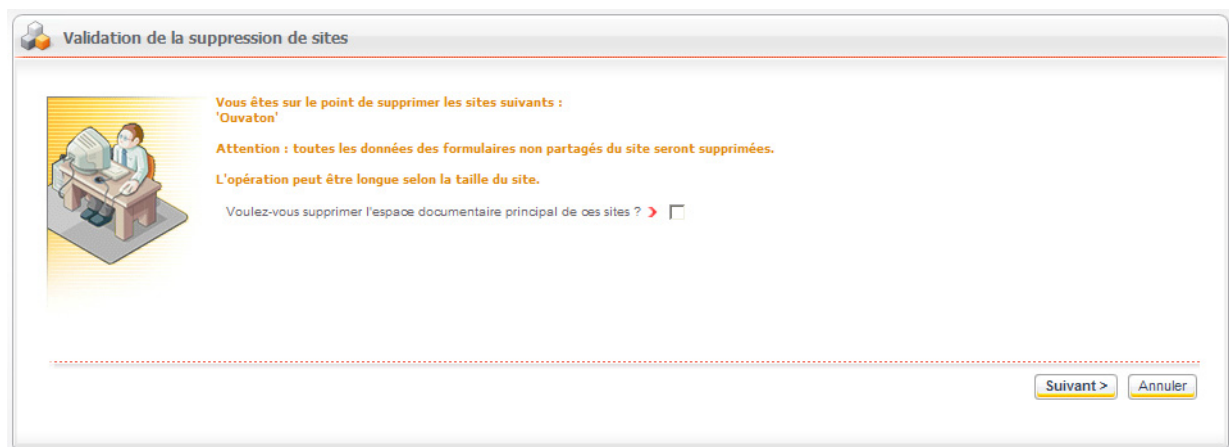 Validation de la suppression de sites
Vous êtes sur le point de supprimer les sites suivants :
'Ouvaton'
Attention : toutes les données des formulaires non partagés du site seront supprimées.
L'opération peut être longue selon la taille du site.
Voulez-vous supprimer l'espace documentaire principal de ces sites ?
Suivant > Annuler